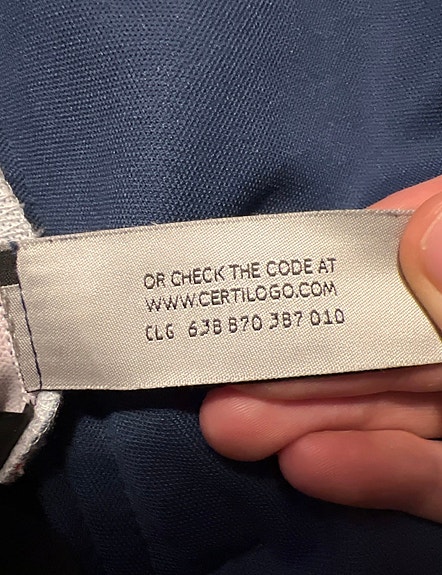 OR CHECK THE CODE AT
WWW.CERTILOGO.COM
CLG 638 870 387 010